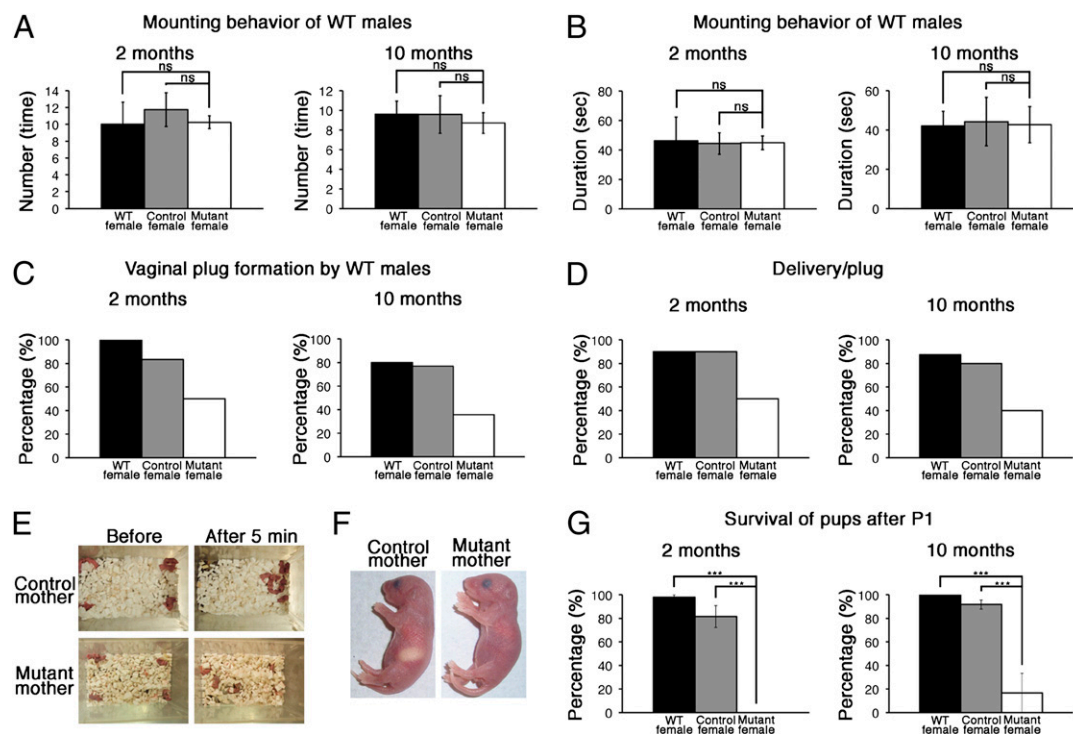 A
Mounting behavior of WT males
2 months
ns
ns
Number (time)
14
12
10
8
6
4
2
0
WT female
Control female
Mutant female
10 months
ns
ns
Number (time)
12
10
8
6
4
2
0
WT female
Control female
Mutant female
B
Mounting behavior of WT males
2 months
ns
ns
Duration (sec)
80
60
40
20
0
WT female
Control female
Mutant female
10 months
ns
ns
Duration (sec)
60
40
20
0
WT female
Control female
Mutant female
C
Vaginal plug formation by WT males
2 months
Percentage (%)
100
80
60
40
20
0
WT female
Control female
Mutant female
10 months
Percentage (%)
100
80
60
40
20
0
WT female
Control female
Mutant female
D
Delivery/plug
2 months
Percentage (%)
100
80
60
40
20
0
WT female
Control female
Mutant female
10 months
Percentage (%)
100
80
60
40
20
0
WT female
Control female
Mutant female
E
Before
After 5 min
Control mother
Mutant mother
F
Control mother
Mutant mother
G
Survival of pups after P1
2 months
***
***
Percentage (%)
100
80
60
40
20
0
WT female
Control female
Mutant female
10 months
***
***
Percentage (%)
100
80
60
40
20
0
WT female
Control female
Mutant female